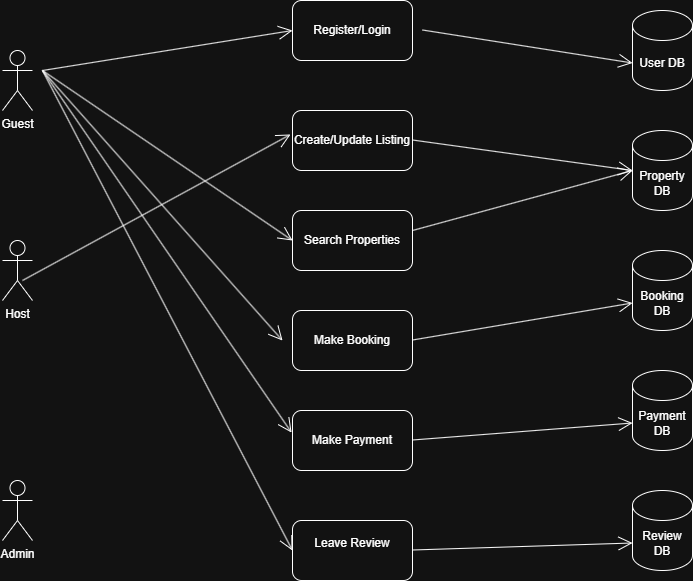 Register/Login
User DB
Guest
Create/Update Listing
Property
DB
Search Properties
Host
Booking
DB
Make Booking
Payment
DB
Make Payment
Admin
Leave Review
Review
DB